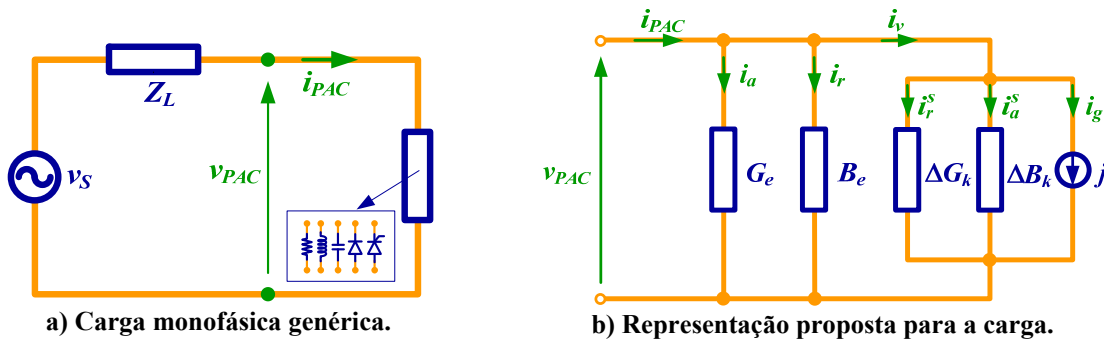 Z_L
i_PAC
v_S
v_PAC
a) Carga monofásica genérica.
i_PAC
i_v
i_a
i_r
i_r^s
i_a^s
i_g
v_PAC
G_e
B_e
ΔG_k
ΔB_k
j
b) Representação proposta para a carga.